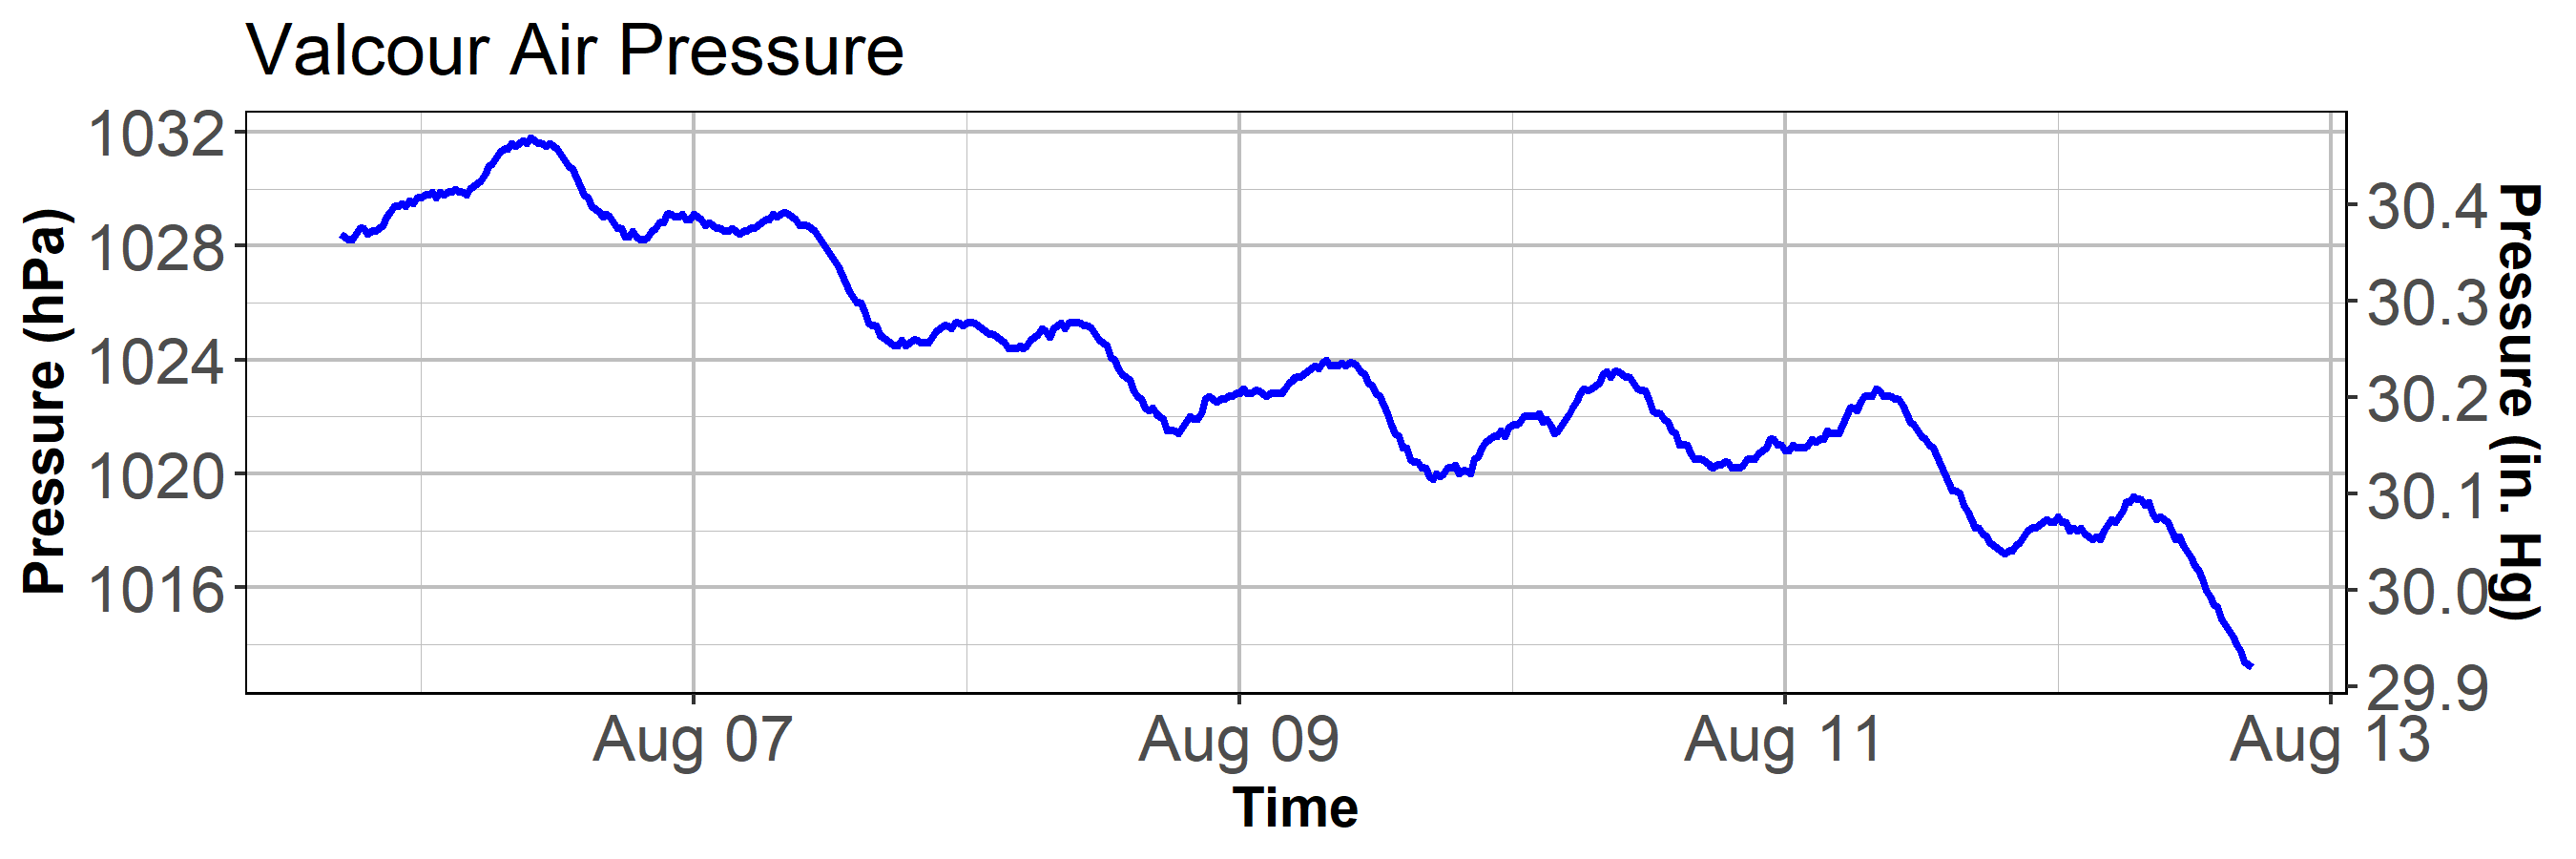 Valcour Air Pressure
Pressure (hPa)
1032
1028
1024
1020
1016
30.4
30.3
30.2
30.1
30.0
29.9
Pressure (in. Hg)
Aug 07 Aug 09 Aug 11 Aug 13
Time